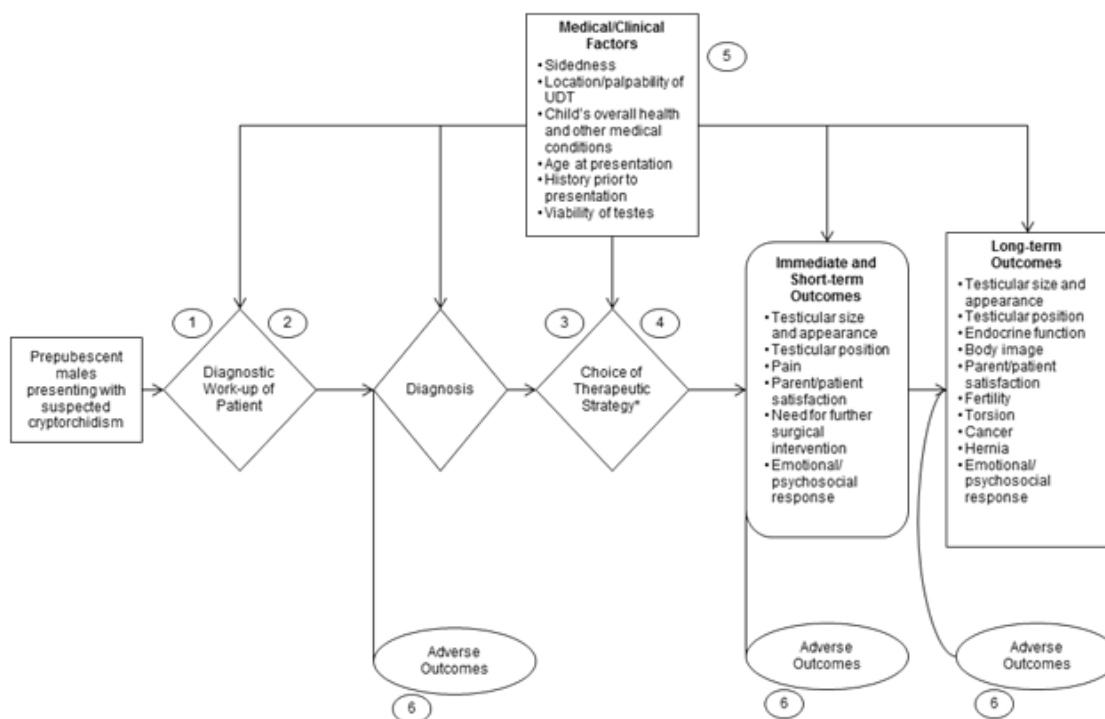 Medical/Clinical
Factors
• Sidedness
• Location/palpability of
UDT
• Child's overall health
and other medical
conditions
• Age at presentation
• History prior to
presentation
• Viability of testes
5
Prepubescent
males
presenting with
suspected
cryptorchidism
1
2
Diagnostic
Work-up of
Patient
Diagnosis
3
4
Choice of
Therapeutic
Strategy*
Immediate and
Short-term
Outcomes
• Testicular size
and appearance
• Testicular position
• Pain
• Parent/patient
satisfaction
• Need for further
surgical
intervention
• Emotional/
psychosocial
response
Long-term
Outcomes
• Testicular size and
appearance
• Testicular position
• Endocrine function
• Body image
• Parent/patient
satisfaction
• Fertility
• Torsion
• Cancer
• Hernia
• Emotional/
psychosocial
response
Adverse
Outcomes
6
Adverse
Outcomes
6
Adverse
Outcomes
6